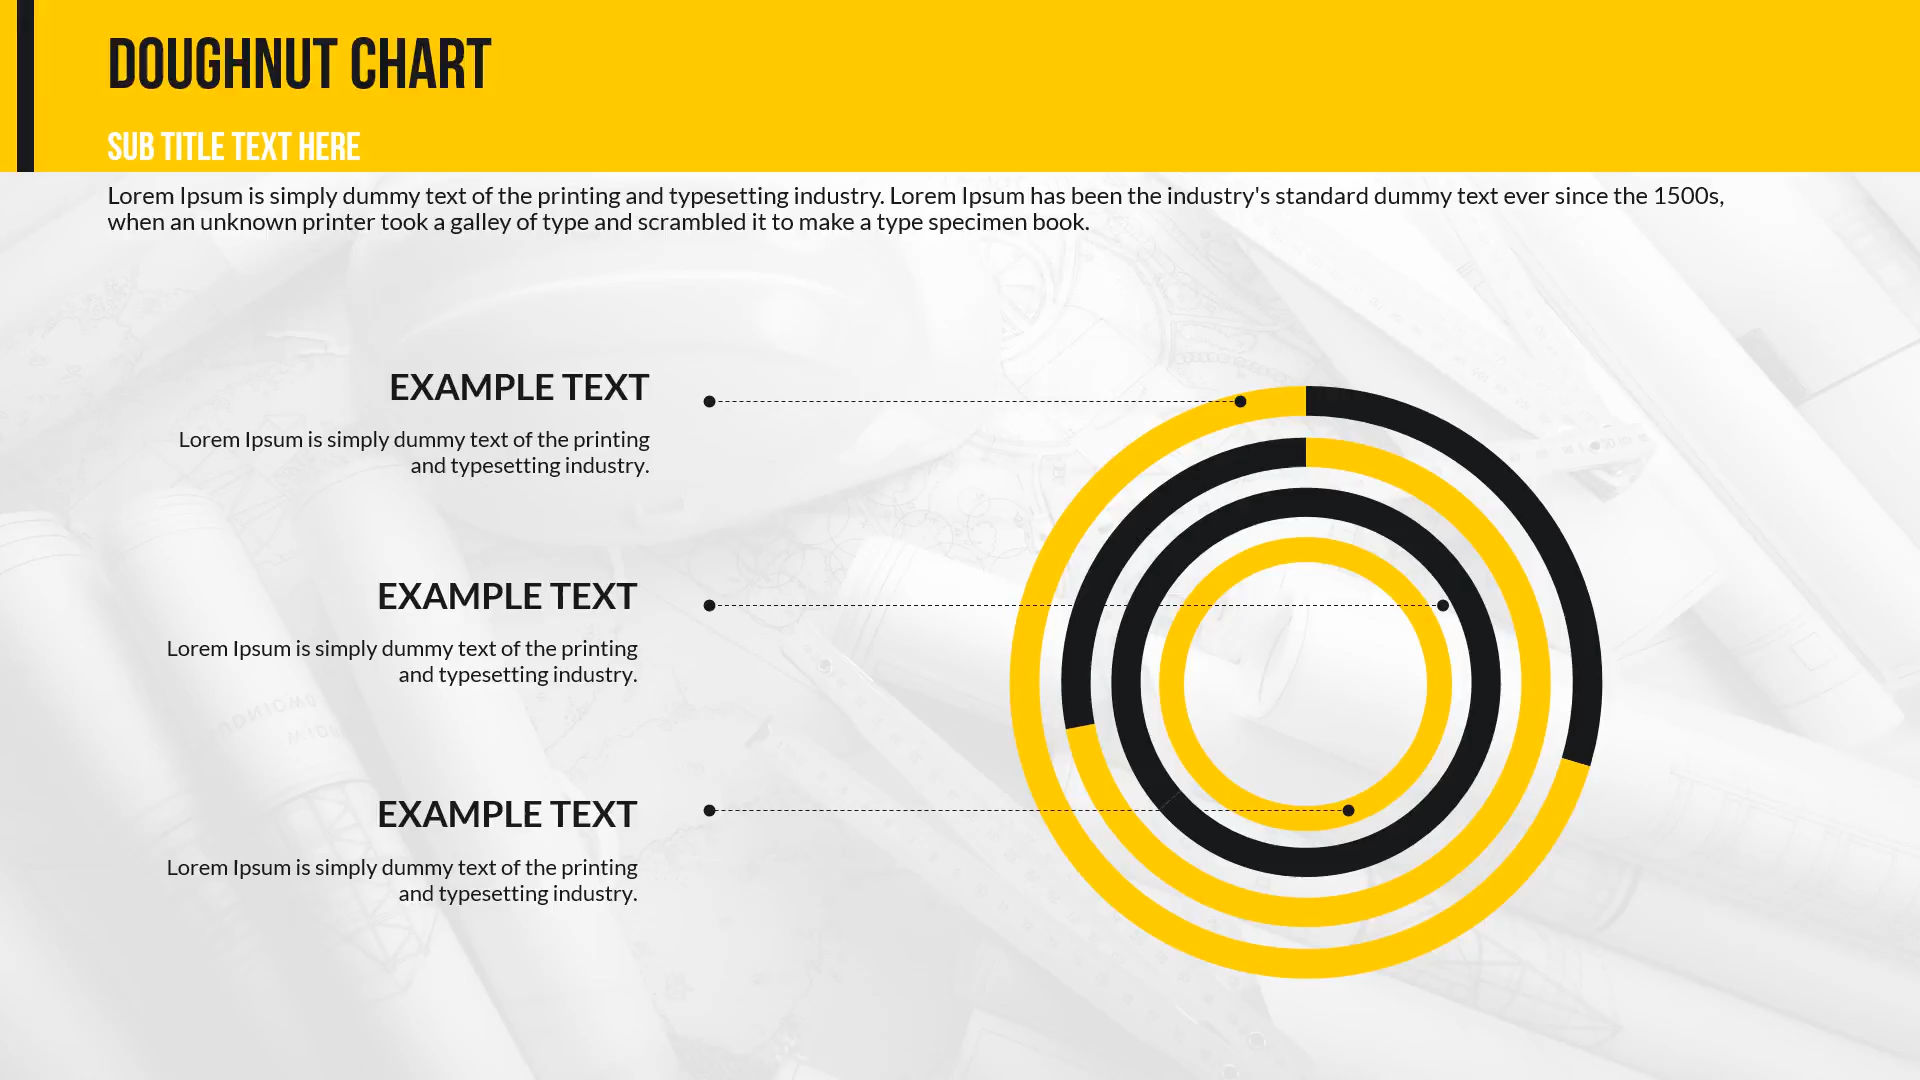 DOUGHNUT CHART
SUB TITLE TEXT HERE
Lorem Ipsum is simply dummy text of the printing and typesetting industry. Lorem Ipsum has been the industry's standard dummy text ever since the 1500s,
when an unknown printer took a galley of type and scrambled it to make a type specimen book.
EXAMPLE TEXT
Lorem Ipsum is simply dummy text of the printing
and typesetting industry.
EXAMPLE TEXT
Lorem Ipsum is simply dummy text of the printing
and typesetting industry.
EXAMPLE TEXT
Lorem Ipsum is simply dummy text of the printing
and typesetting industry.